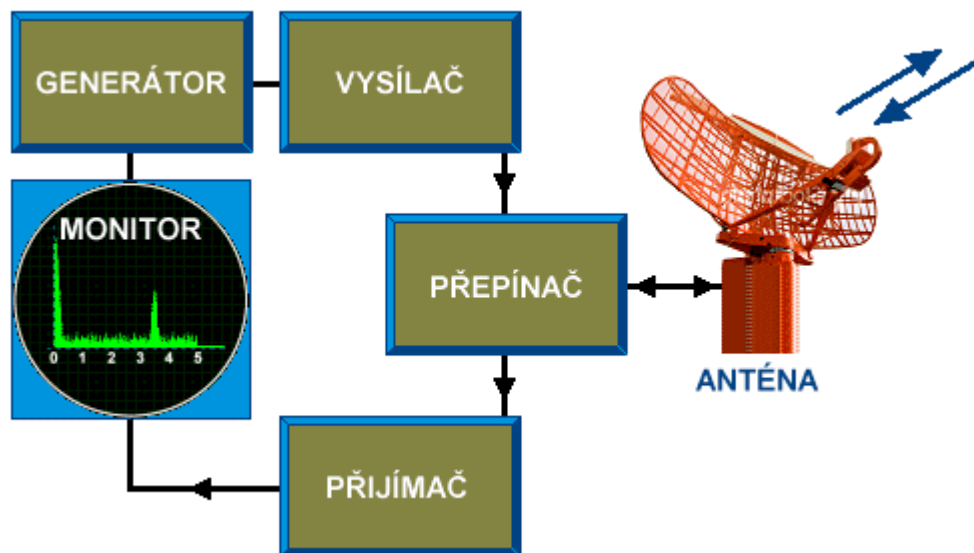 GENERÁTOR
VYSÍLAČ
MONITOR
0 1 2 3 4 5
PŘEPÍNAČ
ANTÉNA
PŘIJÍMAČ